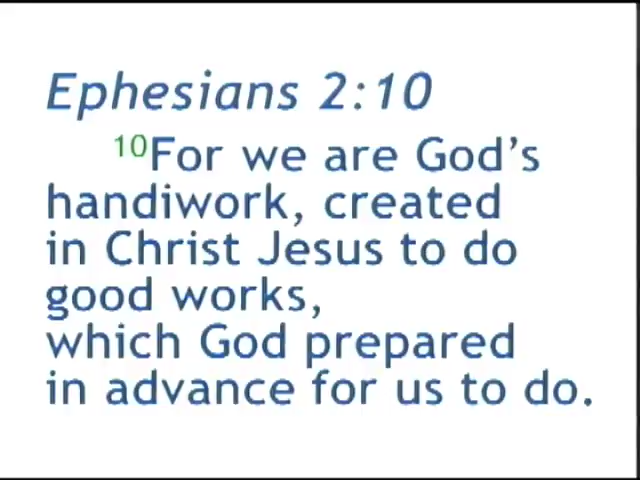 Ephesians 2:10
10For we are God’s
handiwork, created
in Christ Jesus to do
good works,
which God prepared
in advance for us to do.